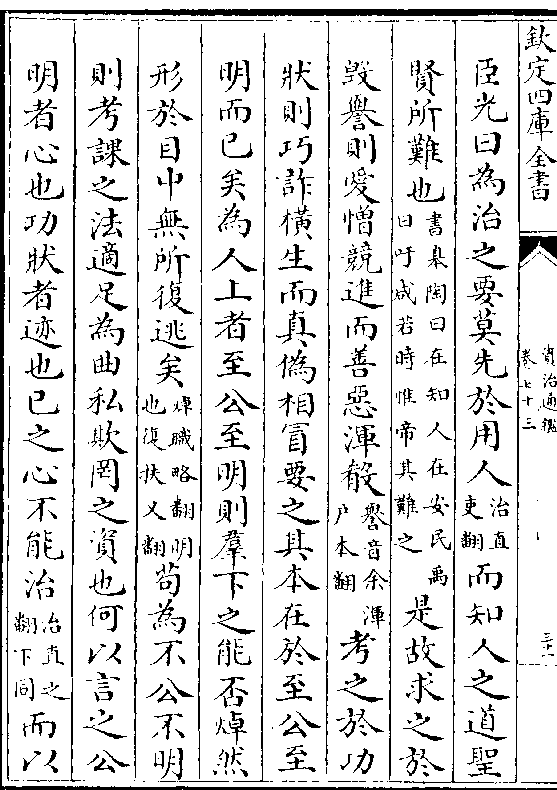 欽定四庫全書
資治通鑑
卷七十三
臣光曰為治之要莫先於用人治直吏翻而知人之道聖
賢所難也書臯陶曰在知人在安民禹曰吁咸若時惟帝其難之是故求之於
毁譽則愛憎競進而善惡渾殽譽音余渾户本翻考之於功
狀則巧詐橫生而真僞相冒要之其本在於至公至
明而已矣為人上者至公至明則羣下之能否焯然
形於目中無所復逃矣焯職略翻明也復扶又翻苟為不公不明
則考課之法適足為曲私欺罔之資也何以言之公
明者心也功狀者迹也已之心不能治治直之翻下同而以